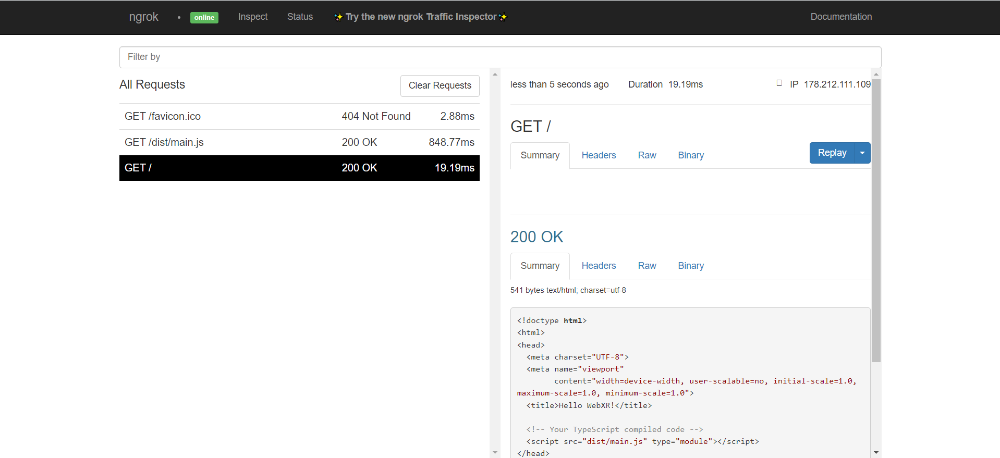 ngrok • online Inspect Status ✨Try the new ngrok Traffic Inspector✨ Documentation
Filter by
All Requests Clear Requests
GET /favicon.ico 404 Not Found 2.88ms
GET /dist/main.js 200 OK 848.77ms
GET / 200 OK 19.19ms
less than 5 seconds ago Duration 19.19ms IP 178.212.111.109
GET /
Summary Headers Raw Binary Replay
200 OK
Summary Headers Raw Binary
541 bytes text/html; charset=utf-8
<!doctype html>
<html>
<head>
  <meta charset="UTF-8">
  <meta name="viewport"
        content="width=device-width, user-scalable=no, initial-scale=1.0,
maximum-scale=1.0, minimum-scale=1.0">
  <title>Hello WebXR!</title>
  <!-- Your TypeScript compiled code -->
  <script src="dist/main.js" type="module"></script>
</head>